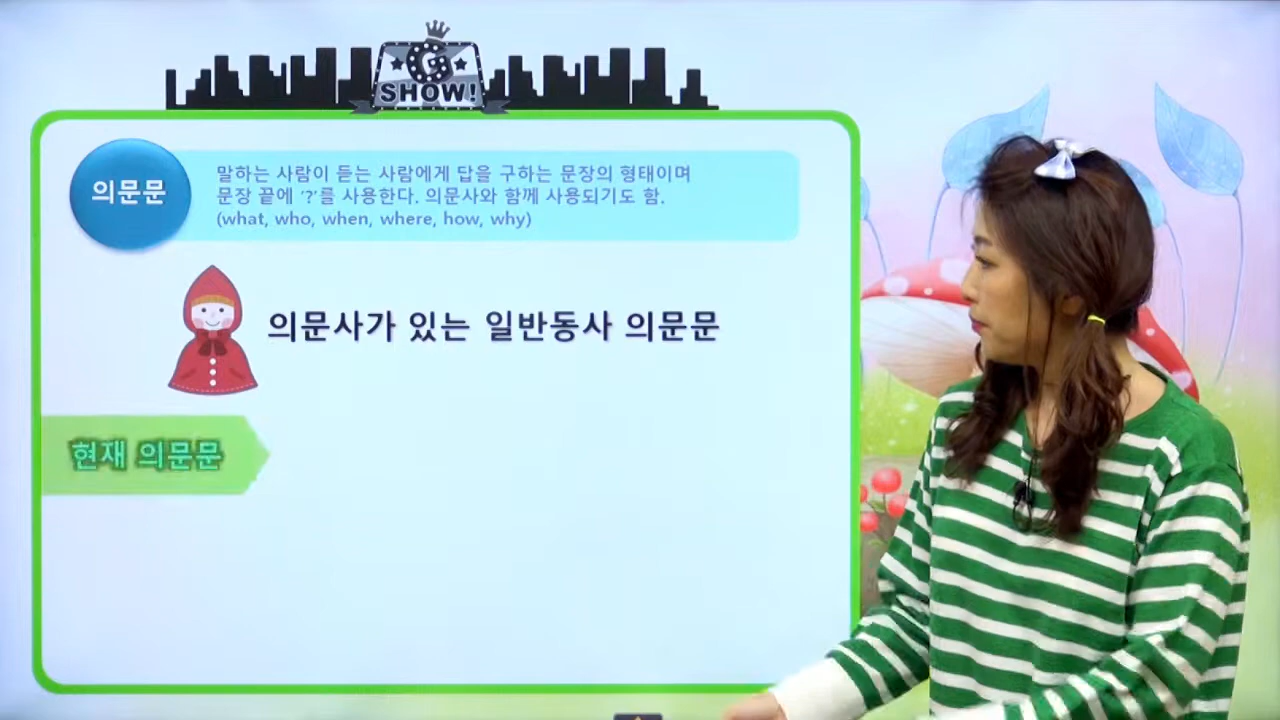 G
SHOW!
의문문
말하는 사람이 듣는 사람에게 답을 구하는 문장의 형태이며
문장 끝에 '?'를 사용한다. 의문사와 함께 사용되기도 함.
(what, who, when, where, how, why)
의문사가 있는 일반동사 의문문
현재 의문문